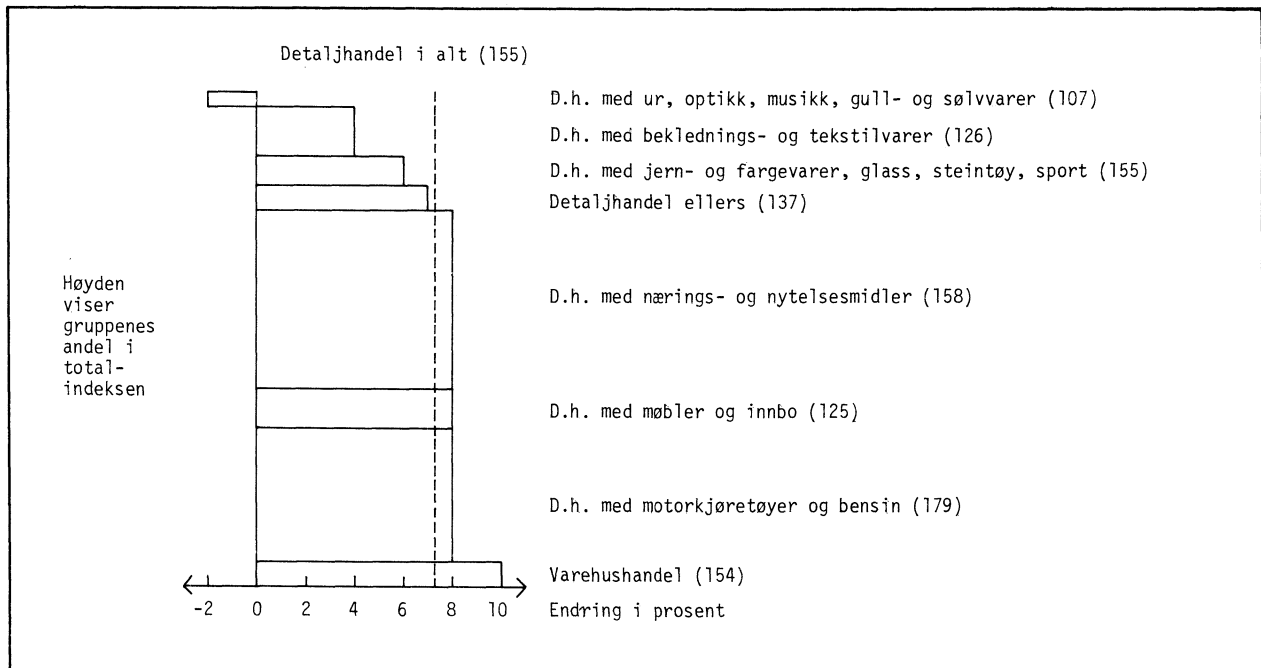 Detaljhandel i alt (155)
D.h. med ur, optikk, musikk, gull- og sølvvarer (107)
D.h. med beklednings- og tekstilvarer (126)
D.h. med jern- og fargevarer, glass, steintøy, sport (155)
Detaljhandel ellers (137)
Høyden
viser
gruppenes
andel i
total-
indeksen
D.h. med nærings- og nytelsesmidler (158)
D.h. med møbler og innbo (125)
D.h. med motorkjøretøyer og bensin (179)
Varehushandel (154)
-2 0 2 4 6 8 10 Endring i prosent